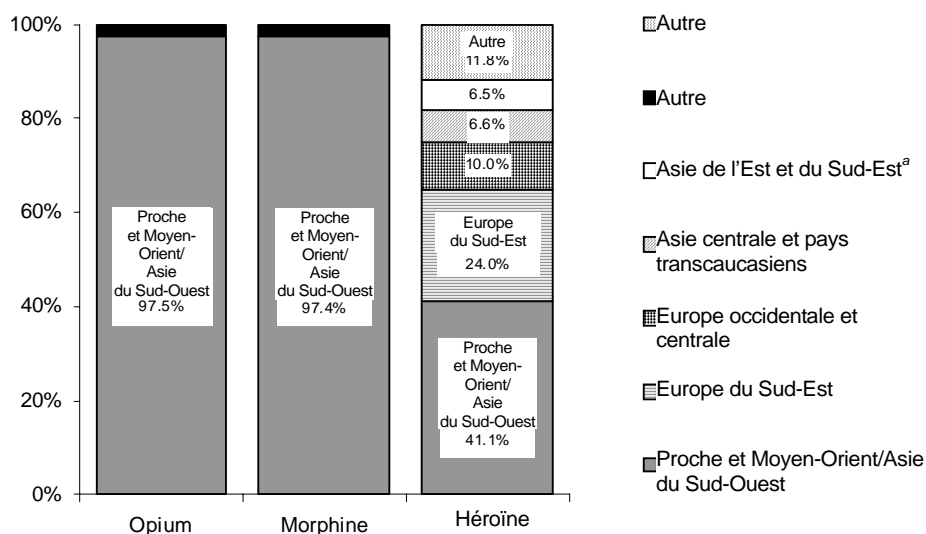 100%
80%
60%
40%
20%
0%
Proche
et Moyen-
Orient/
Asie
du Sud-Ouest
97.5%
Proche
et Moyen-
Orient/
Asie
du Sud-Ouest
97.4%
Autre
11.8%
6.5%
6.6%
10.0%
Europe
du Sud-Est
24.0%
Proche
et Moyen-
Orient/
Asie
du Sud-Ouest
41.1%
Opium
Morphine
Héroïne
Autre
Autre
Asie de l’Est et du Sud-Estᵃ
Asie centrale et pays
transcaucasiens
Europe occidentale et
centrale
Europe du Sud-Est
Proche et Moyen-Orient/Asie
du Sud-Ouest